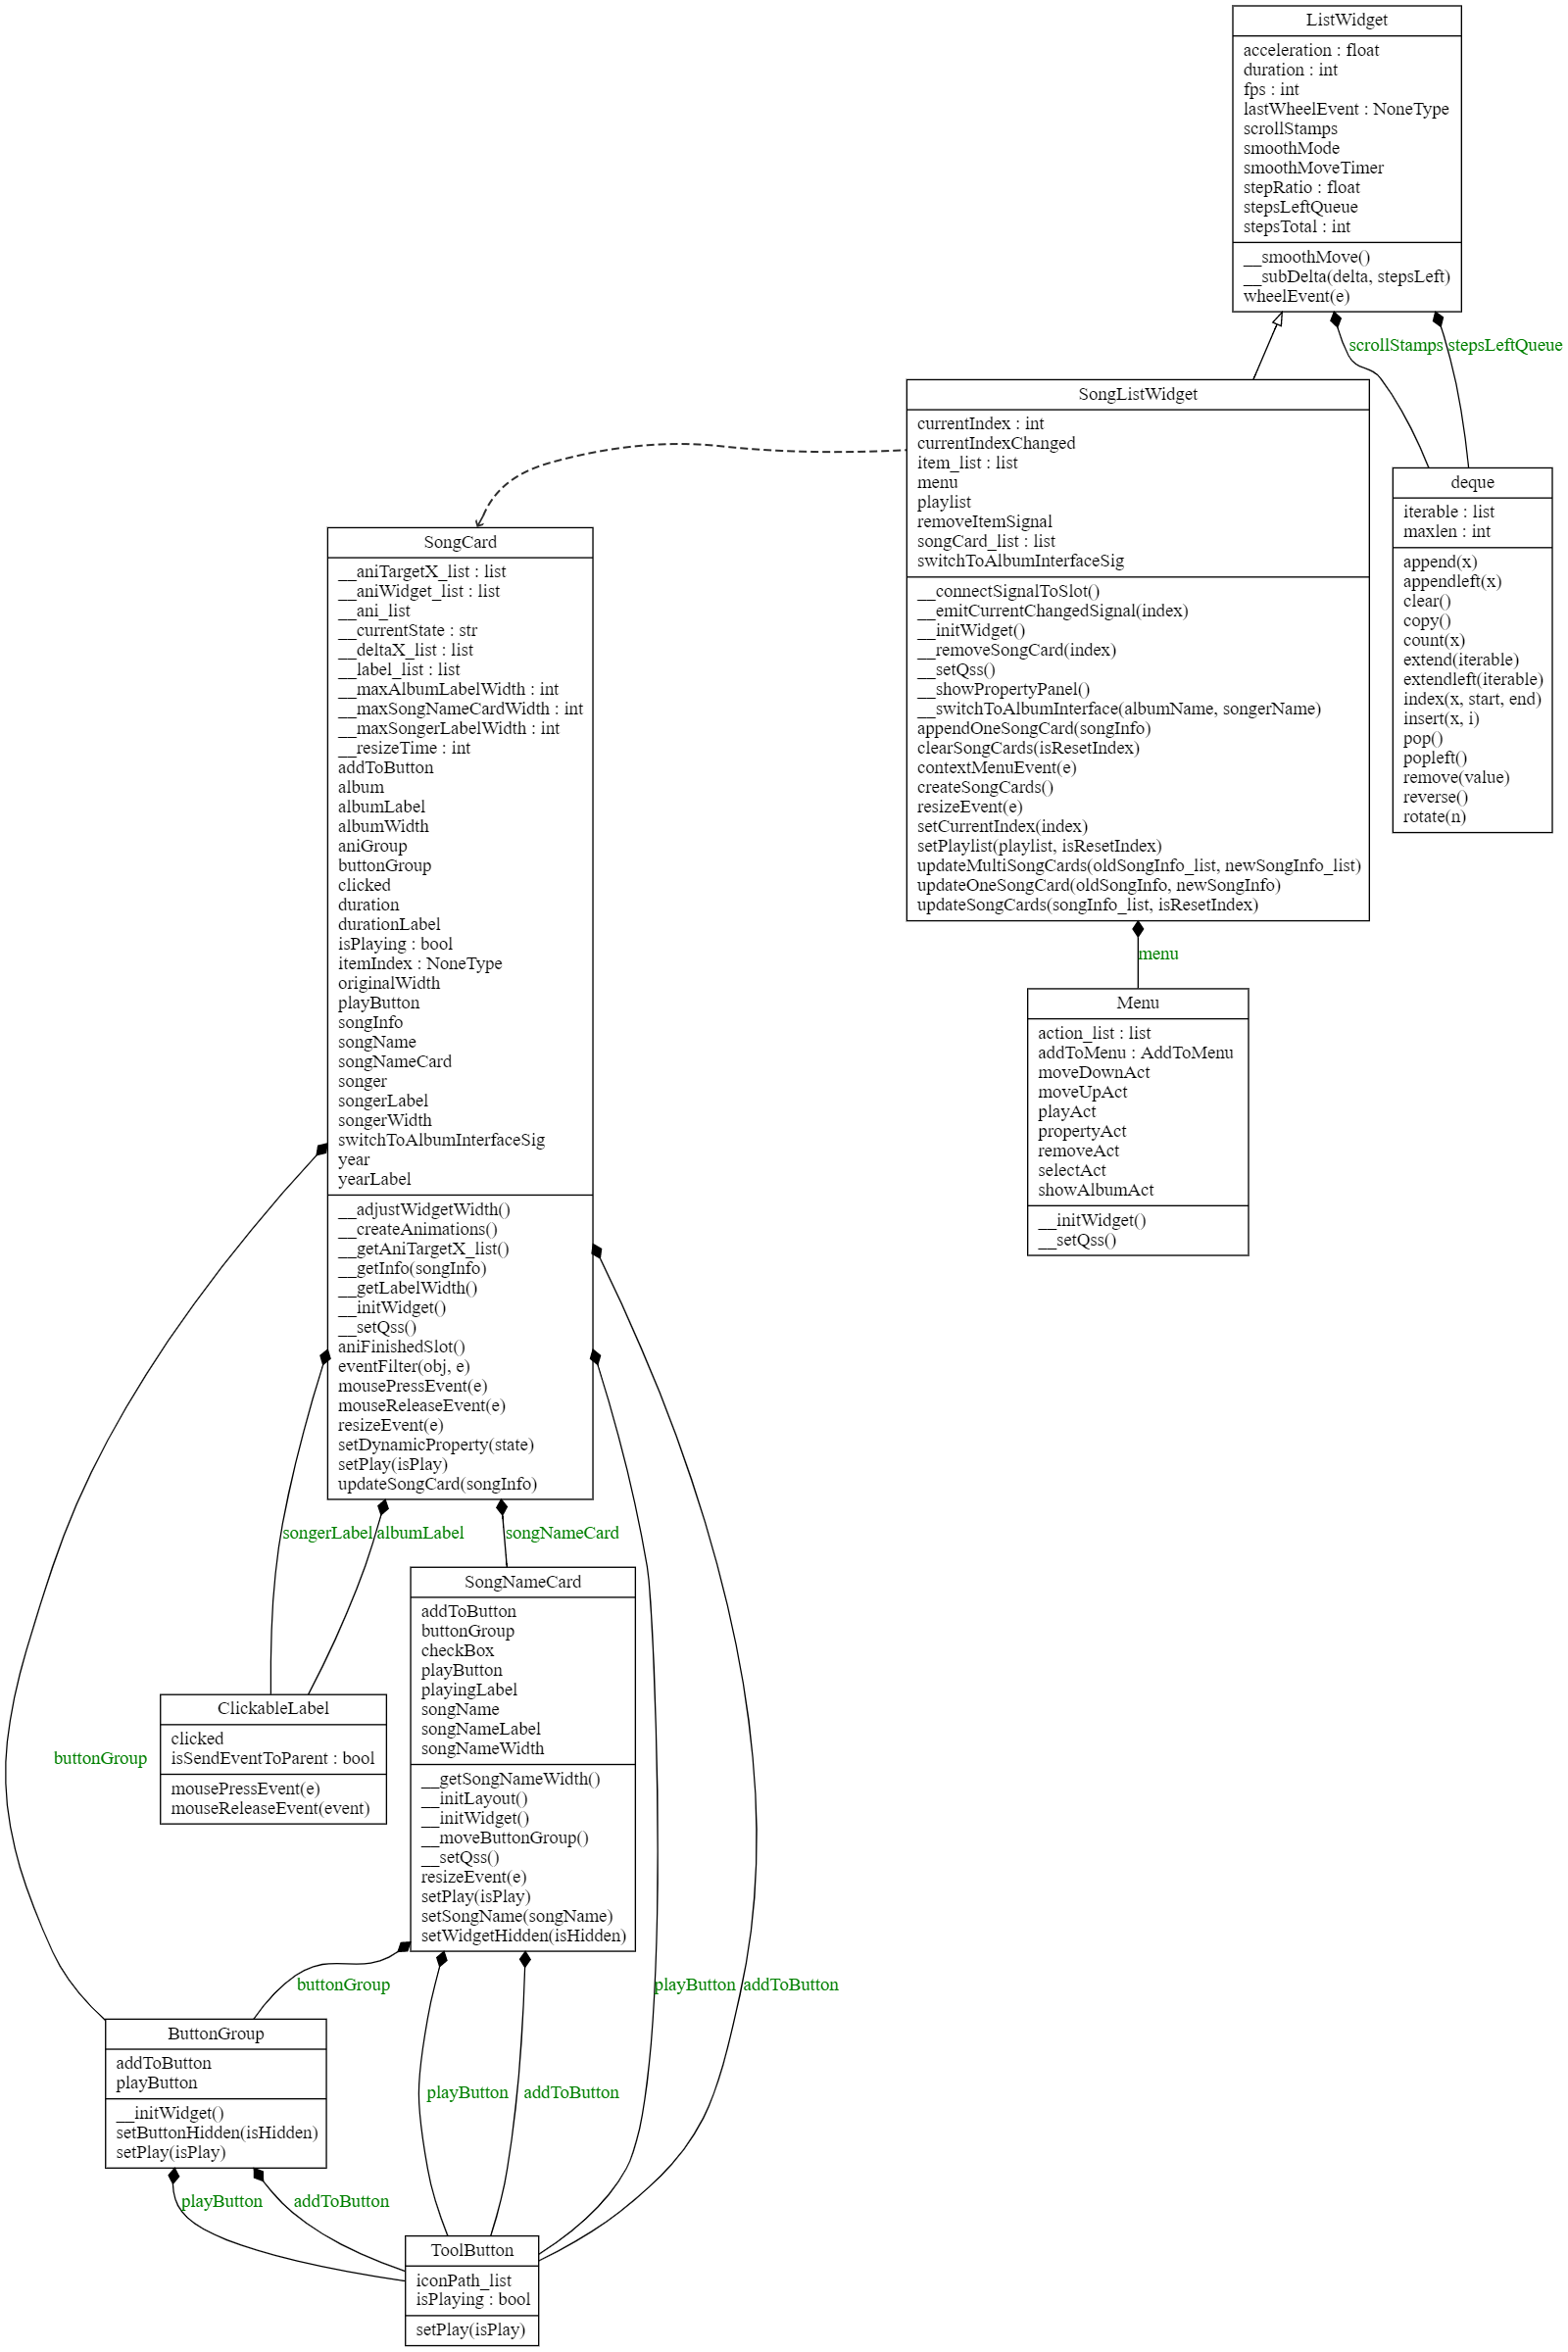 ListWidget
acceleration : float
duration : int
fps : int
lastWheelEvent : NoneType
scrollStamps
smoothMode
smoothMoveTimer
stepRatio : float
stepsLeftQueue
stepsTotal : int
__smoothMove()
__subDelta(delta, stepsLeft)
wheelEvent(e)
scrollStamps
stepsLeftQueue
SongListWidget
currentIndex : int
currentIndexChanged
item_list : list
menu
playlist
removeItemSignal
songCard_list : list
switchToAlbumInterfaceSig
__connectSignalToSlot()
__emitCurrentChangedSignal(index)
__initWidget()
__removeSongCard(index)
__setQss()
__showPropertyPanel()
__switchToAlbumInterface(albumName, songerName)
appendOneSongCard(songInfo)
clearSongCards(isResetIndex)
contextMenuEvent(e)
createSongCards()
resizeEvent(e)
setCurrentIndex(index)
setPlaylist(playlist, isResetIndex)
updateMultiSongCards(oldSongInfo_list, newSongInfo_list)
updateOneSongCard(oldSongInfo, newSongInfo)
updateSongCards(songInfo_list, isResetIndex)
deque
iterable : list
maxlen : int
append(x)
appendleft(x)
clear()
copy()
count(x)
extend(iterable)
extendleft(iterable)
index(x, start, end)
insert(x, i)
pop()
popleft()
remove(value)
reverse()
rotate(n)
menu
Menu
action_list : list
addToMenu : AddToMenu
moveDownAct
moveUpAct
playAct
propertyAct
removeAct
selectAct
showAlbumAct
__initWidget()
__setQss()
SongCard
__aniTargetX_list : list
__aniWidget_list : list
__ani_list
__currentState : str
__deltaX_list : list
__label_list : list
__maxAlbumLabelWidth : int
__maxSongNameCardWidth : int
__maxSongerLabelWidth : int
__resizeTime : int
addToButton
album
albumLabel
albumWidth
aniGroup
buttonGroup
clicked
duration
durationLabel
isPlaying : bool
itemIndex : NoneType
originalWidth
playButton
songInfo
songName
songNameCard
songer
songerLabel
songerWidth
switchToAlbumInterfaceSig
year
yearLabel
__adjustWidgetWidth()
__createAnimations()
__getAniTargetX_list()
__getInfo(songInfo)
__getLabelWidth()
__initWidget()
__setQss()
aniFinishedSlot()
eventFilter(obj, e)
mousePressEvent(e)
mouseReleaseEvent(e)
resizeEvent(e)
setDynamicProperty(state)
setPlay(isPlay)
updateSongCard(songInfo)
songerLabel
albumLabel
songNameCard
SongNameCard
addToButton
buttonGroup
checkBox
playButton
playingLabel
songName
songNameLabel
songNameWidth
__getSongNameWidth()
__initLayout()
__initWidget()
__moveButtonGroup()
__setQss()
resizeEvent(e)
setPlay(isPlay)
setSongName(songName)
setWidgetHidden(isHidden)
ClickableLabel
clicked
isSendEventToParent : bool
mousePressEvent(e)
mouseReleaseEvent(event)
buttonGroup
buttonGroup
playButton
addToButton
ButtonGroup
addToButton
playButton
__initWidget()
setButtonHidden(isHidden)
setPlay(isPlay)
playButton
addToButton
playButton
addToButton
ToolButton
iconPath_list
isPlaying : bool
setPlay(isPlay)